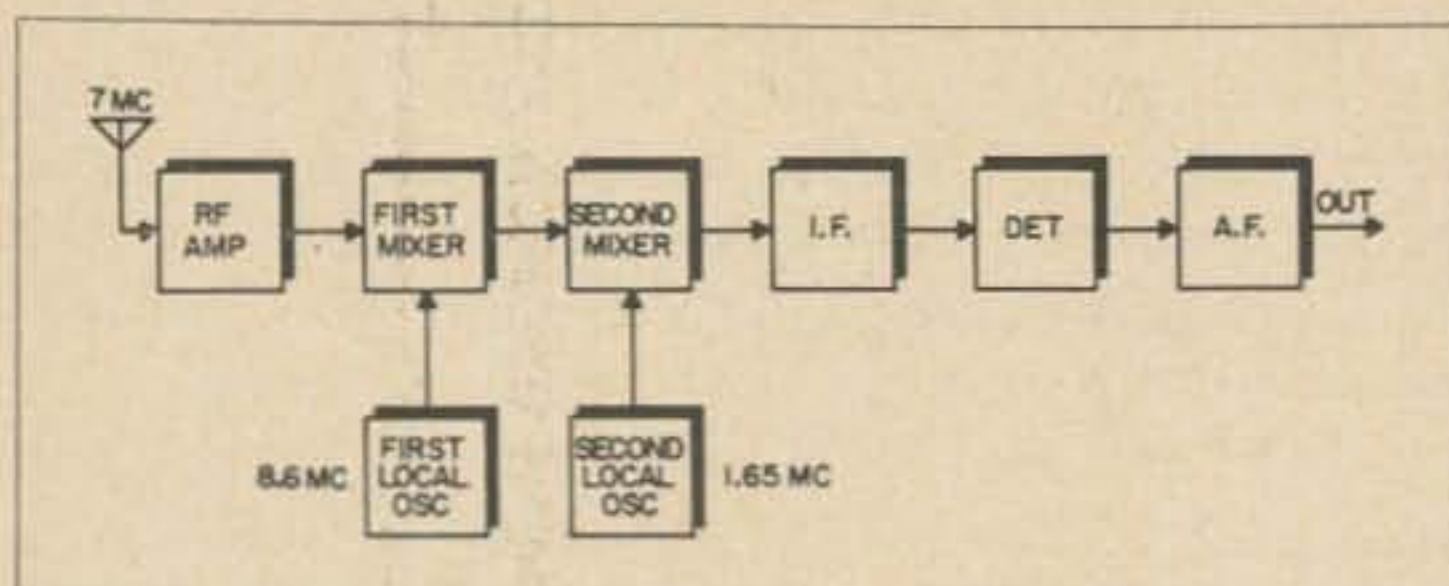 7 MC
RF
AMP
FIRST
MIXER
SECOND
MIXER
I.F.
DET
A.F.
OUT
8.6 MC
FIRST
LOCAL
OSC
SECOND
LOCAL
OSC
1.65 MC